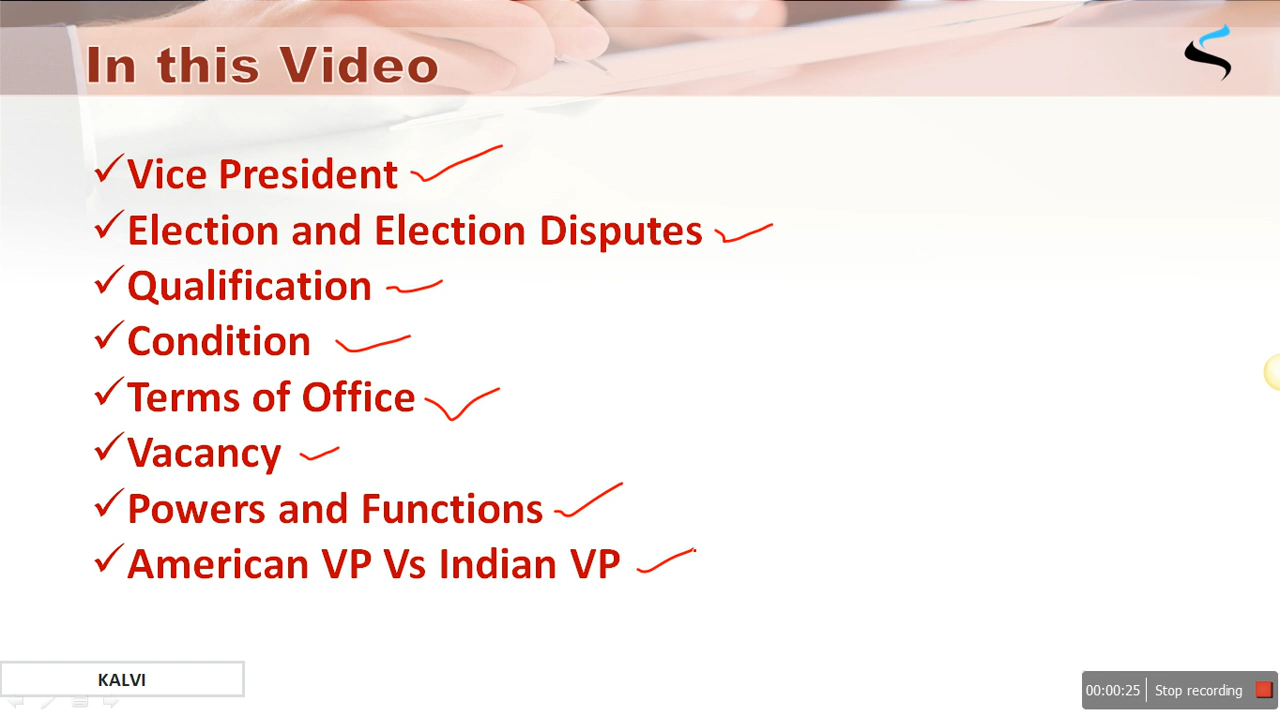 In this Video
✓Vice President
✓Election and Election Disputes
✓Qualification
✓Condition
✓Terms of Office
✓Vacancy
✓Powers and Functions
✓American VP Vs Indian VP
KALVI
00:00:25 Stop recording